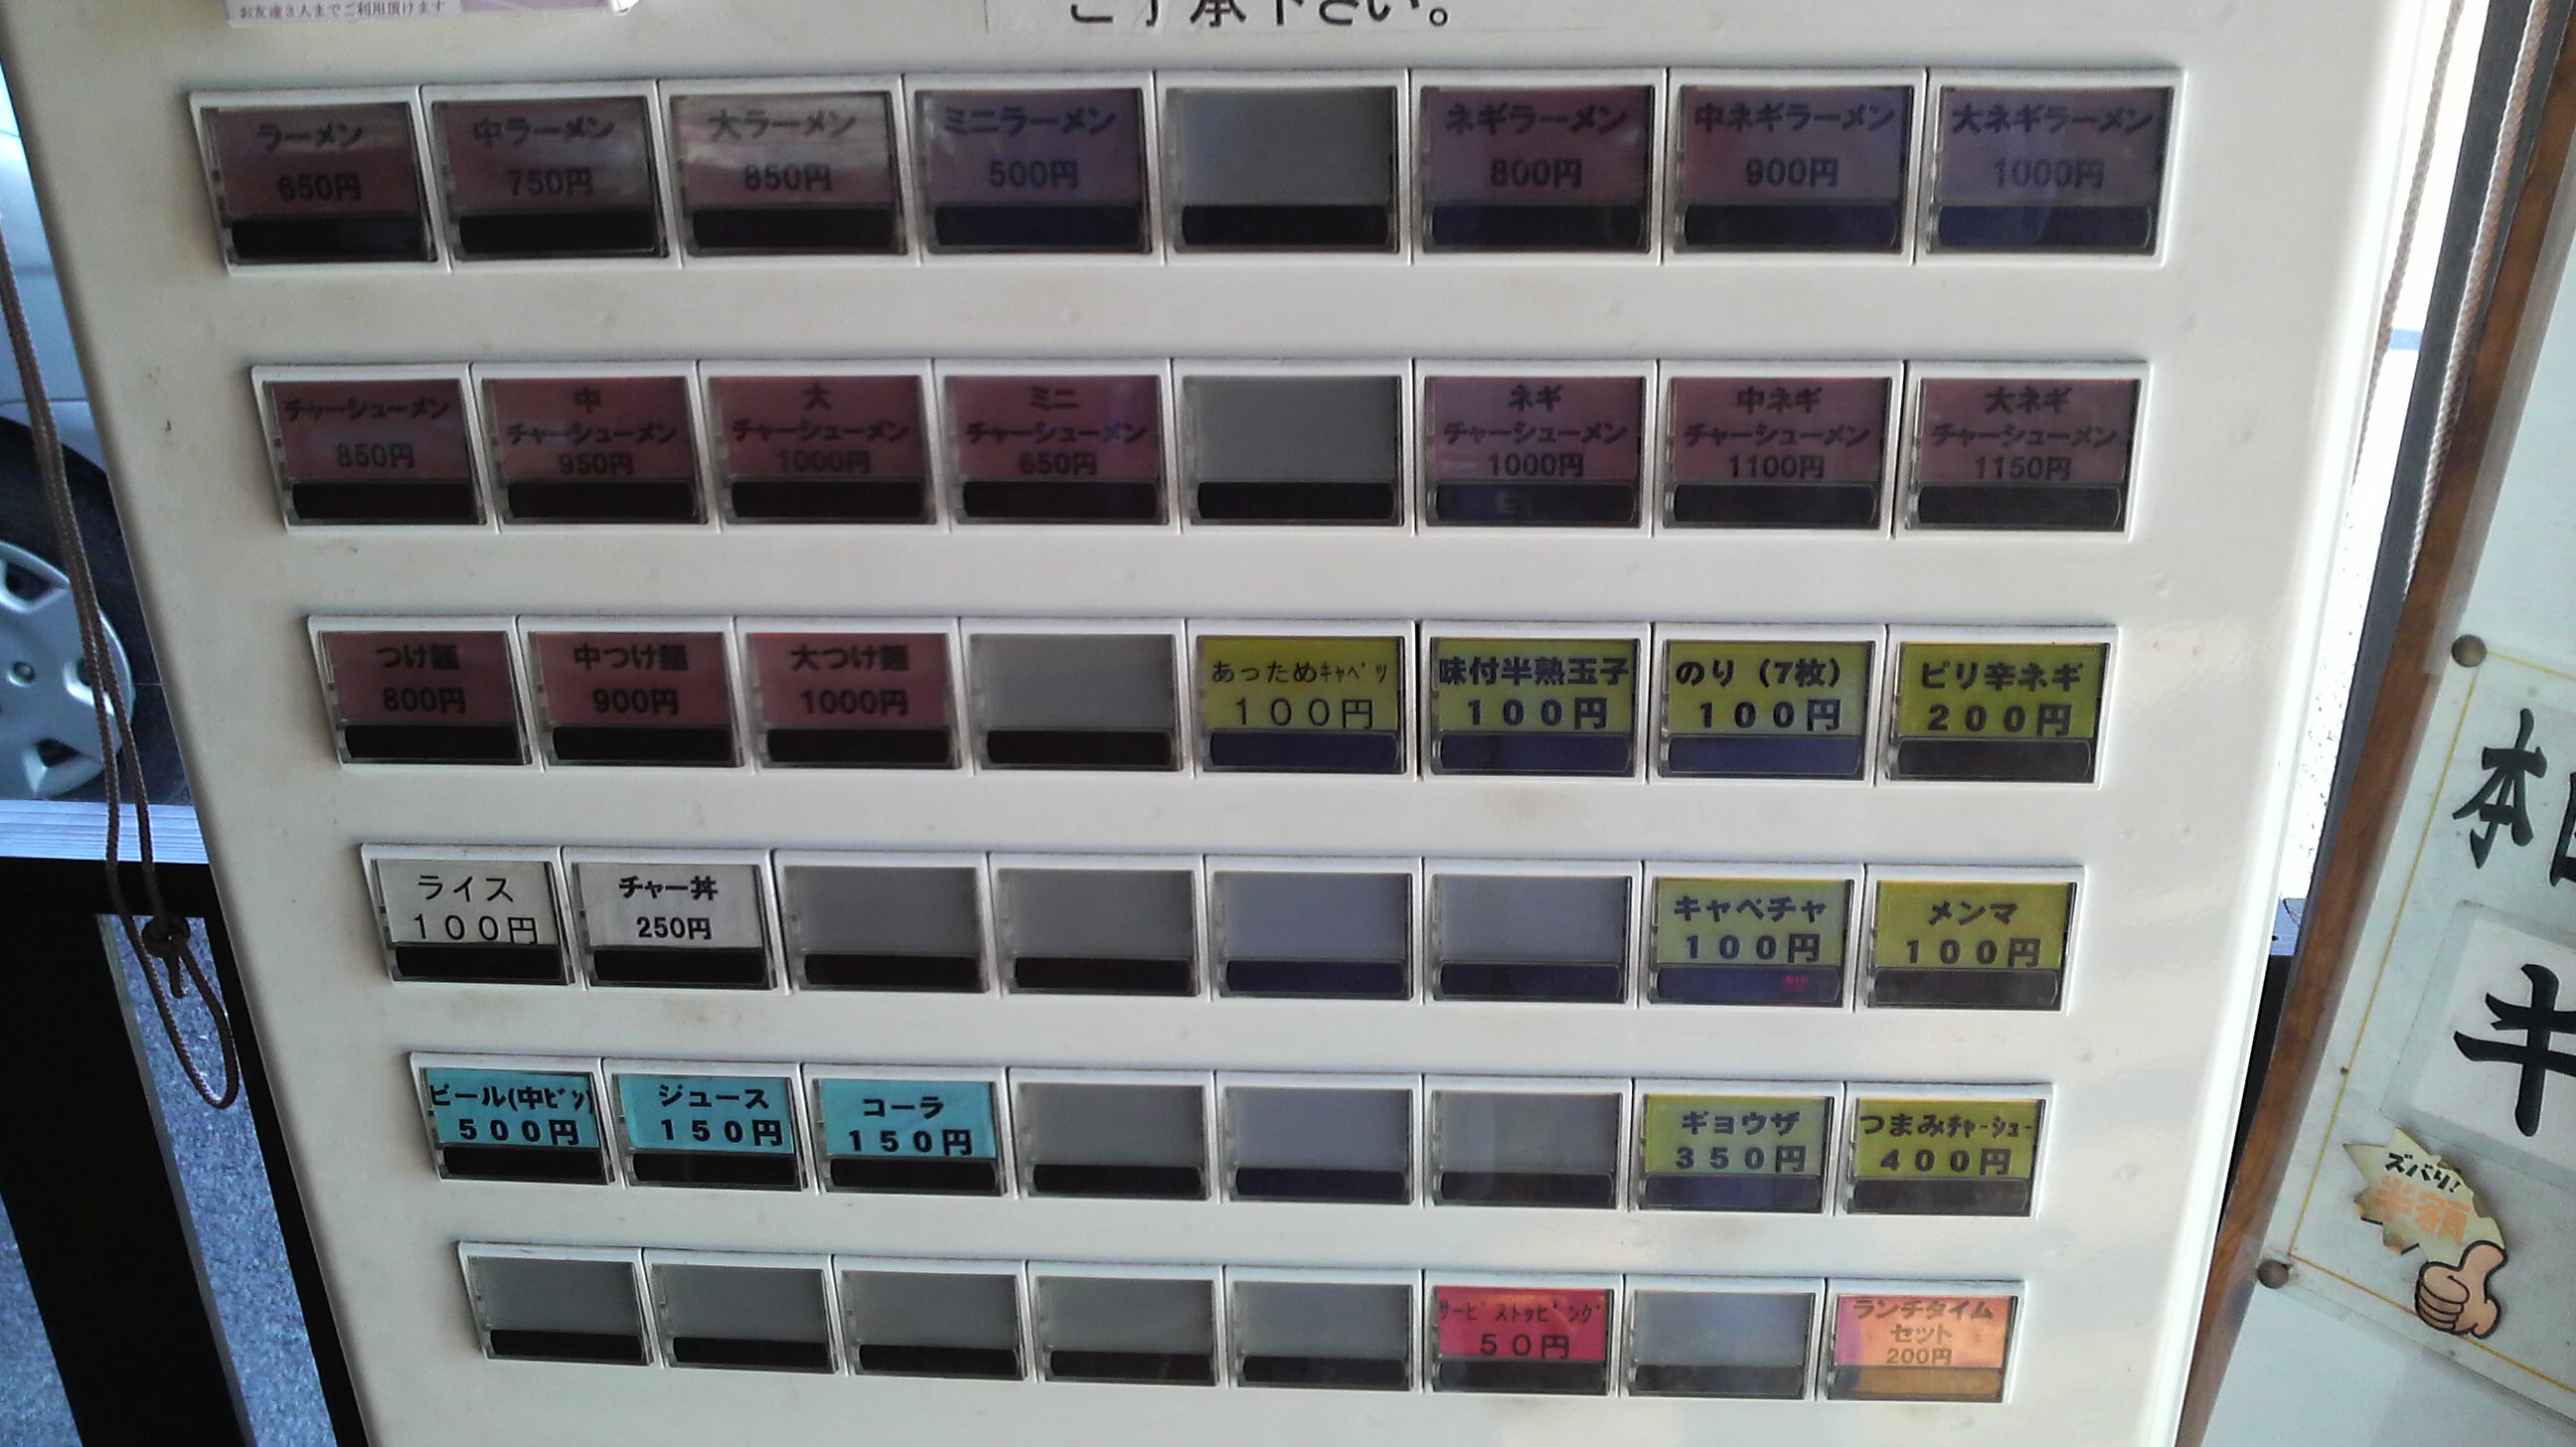 お友達3人までご利用頂けます
ご了承下さい。
ラーメン
650円
中ラーメン
750円
大ラーメン
850円
ミニラーメン
500円
ネギラーメン
800円
中ネギラーメン
900円
大ネギラーメン
1000円
チャーシューメン
850円
中
チャーシューメン
950円
大
チャーシューメン
1000円
ミニ
チャーシューメン
650円
ネギ
チャーシューメン
1000円
中ネギ
チャーシューメン
1100円
大ネギ
チャーシューメン
1150円
つけ麺
800円
中つけ麺
900円
大つけ麺
1000円
あっためキャベツ
100円
味付半熟玉子
100円
のり(7枚)
100円
ピリ辛ネギ
200円
ライス
100円
チャー丼
250円
キャベチャ
100円
メンマ
100円
ビール(中ビン)
500円
ジュース
150円
コーラ
150円
ギョウザ
350円
つまみチャーシュー
400円
サービストッピング
50円
ランチタイム
セット
200円
本日
半
ズバリ!
半額